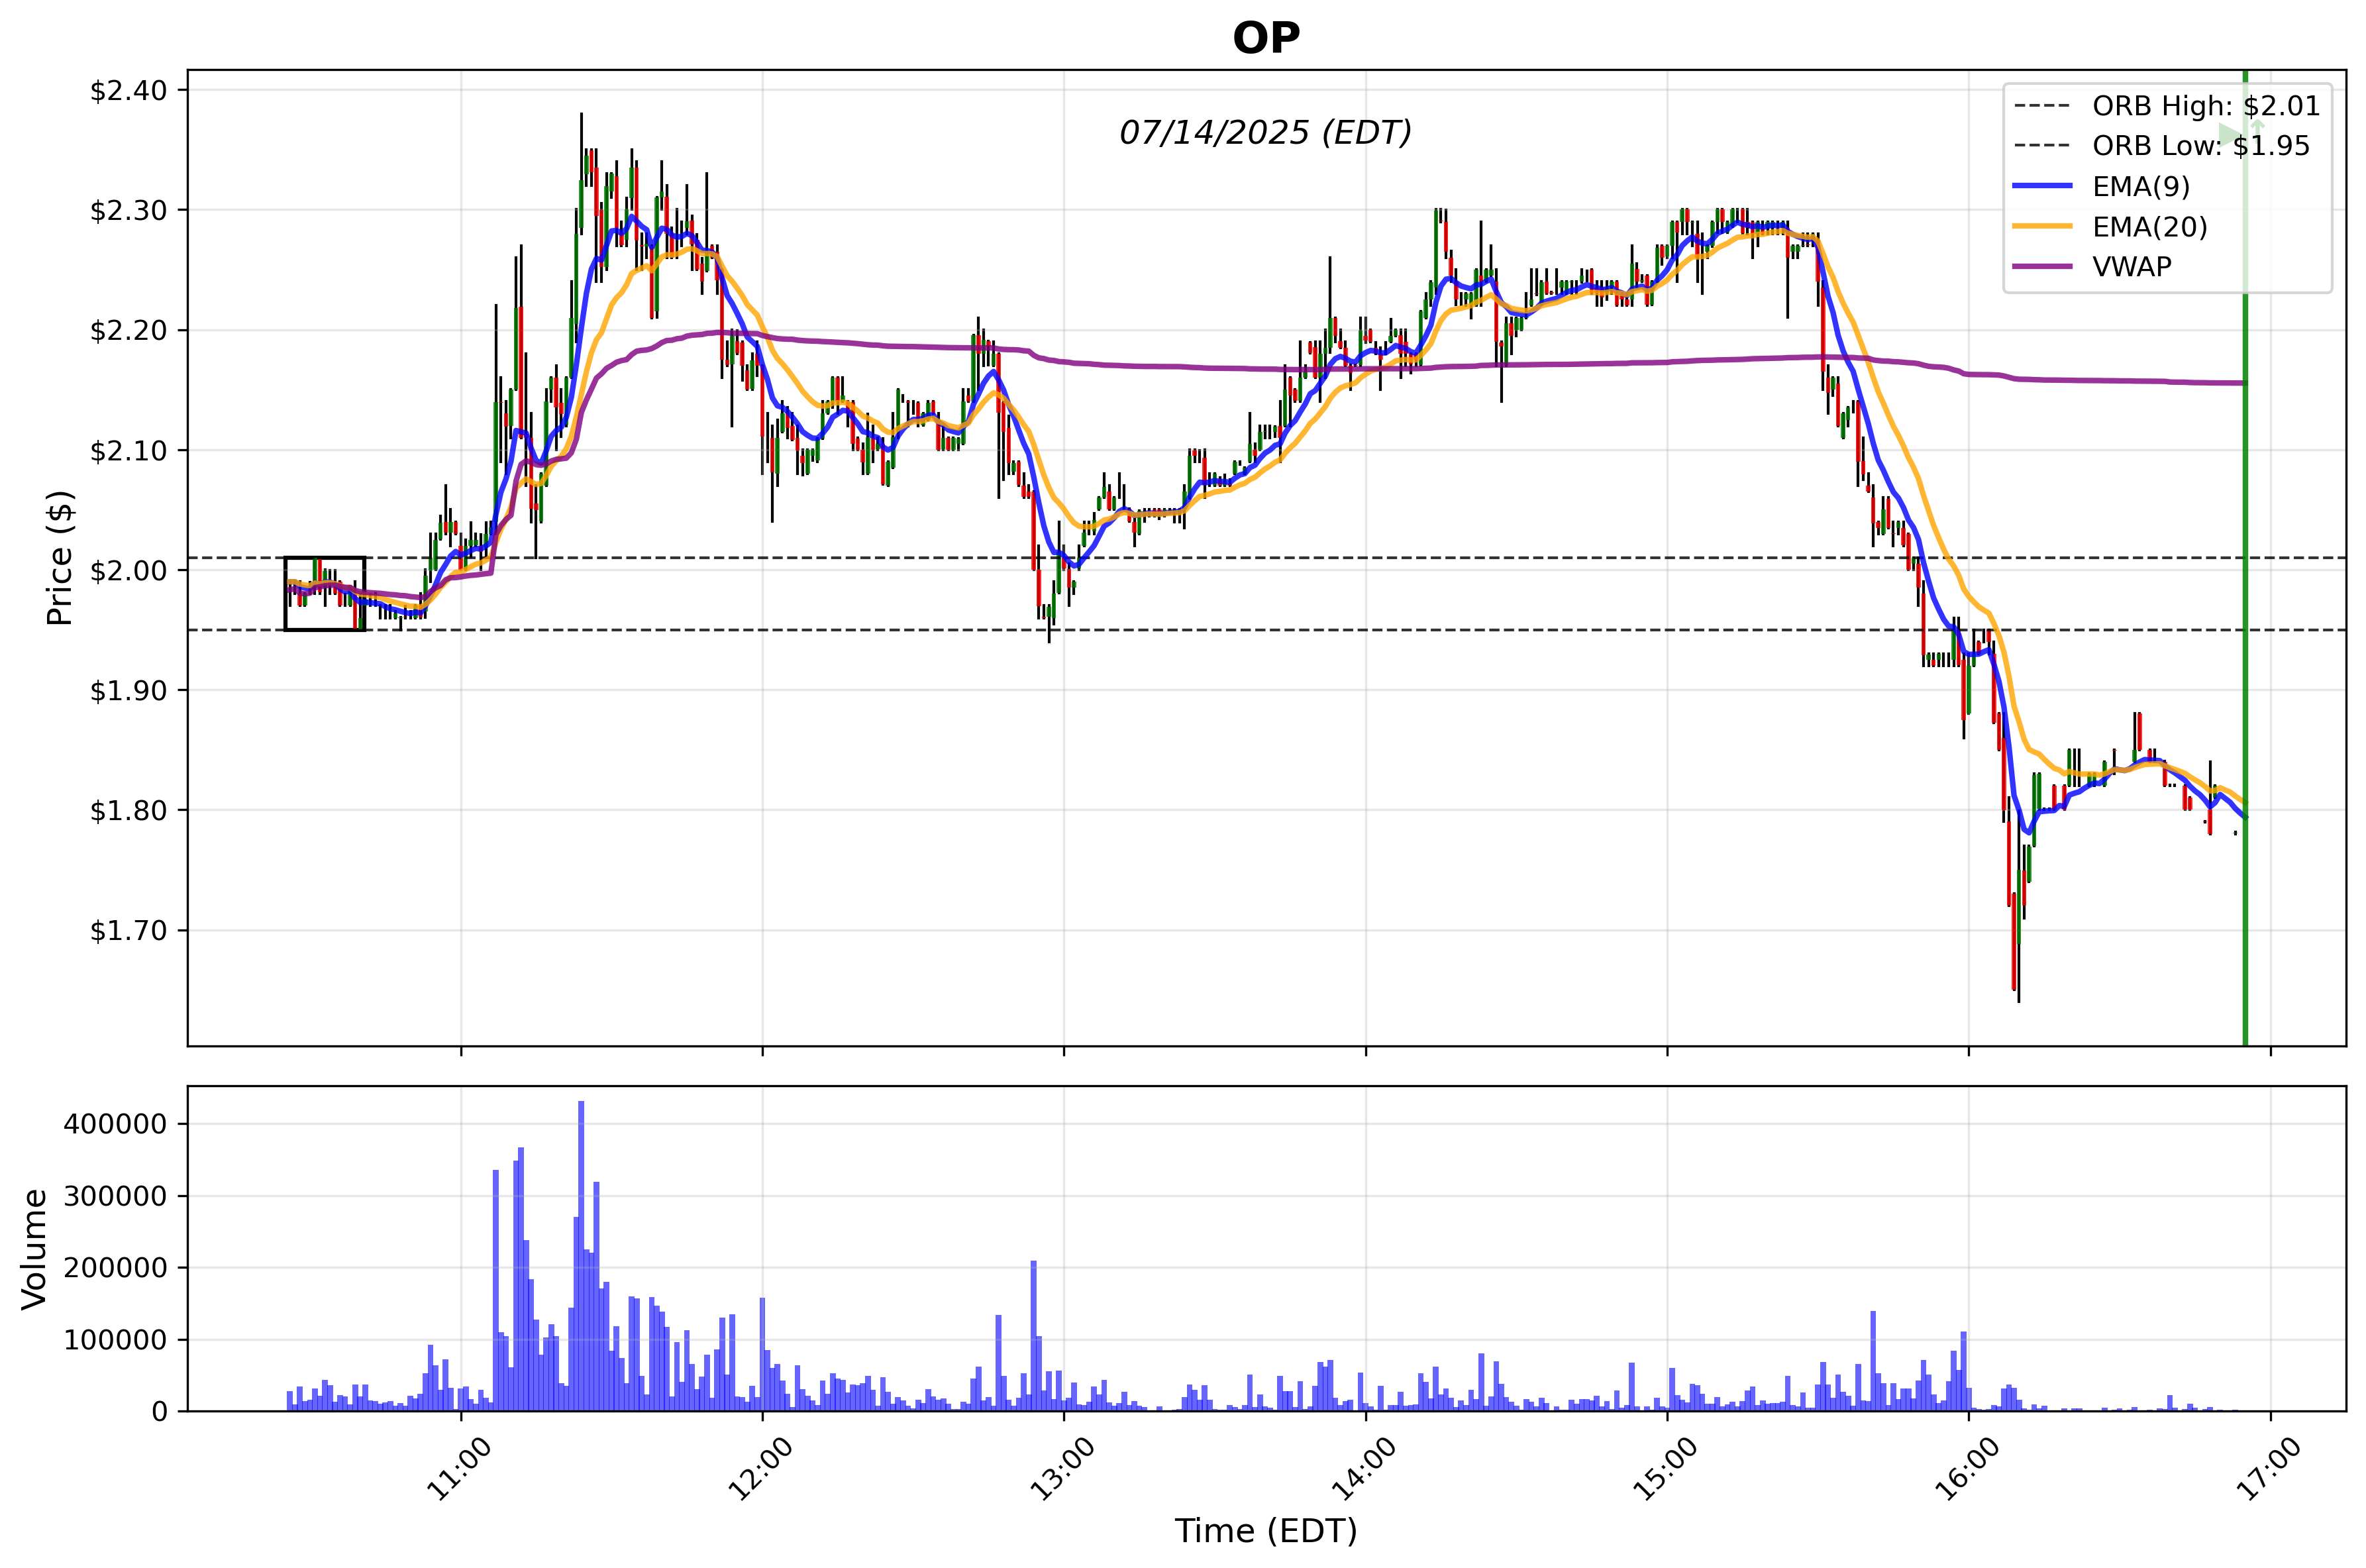 OP
07/14/2025 (EDT)
ORB High: $2.01
ORB Low: $1.95
EMA(9)
EMA(20)
VWAP
Price ($)
$2.40
$2.30
$2.20
$2.10
$2.00
$1.90
$1.80
$1.70
Volume
400000
300000
200000
100000
0
11:00
12:00
13:00
14:00
15:00
16:00
17:00
Time (EDT)